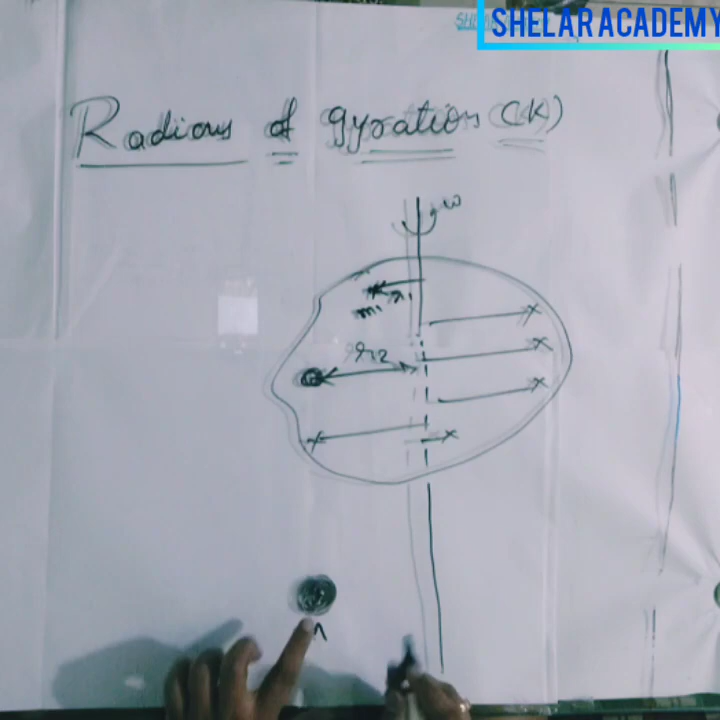 SHELAR ACADEMY
Radious of gyration (K)
ω
r1
m1
r2